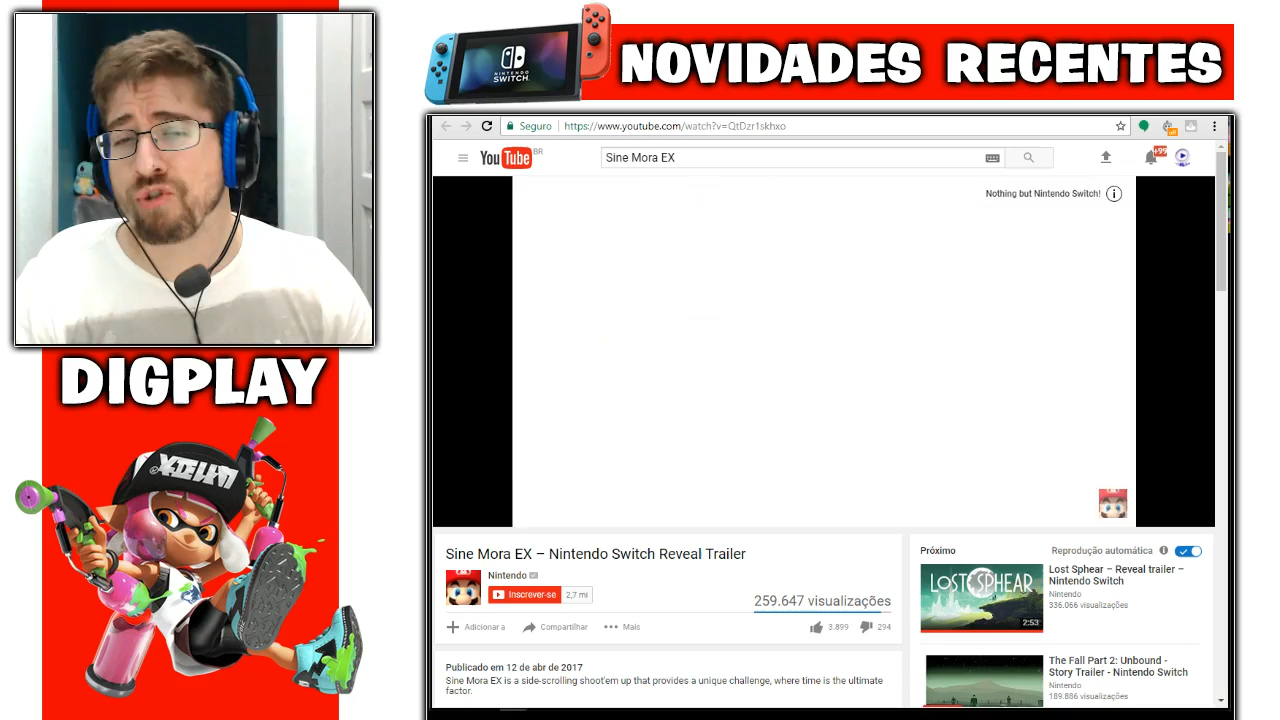 NOVIDADES RECENTES
NINTENDO
SWITCH
Seguro https://www.youtube.com/watch?v=QtDzr1skhxo
off
YouTube BR
Sine Mora EX
+99
Nothing but Nintendo Switch!
DIGPLAY
Sine Mora EX – Nintendo Switch Reveal Trailer
Nintendo
Inscrever-se 2,7 mi
259.647 visualizações
Adicionar a Compartilhar Mais 3.899 294
Publicado em 12 de abr de 2017
Sine Mora EX is a side-scrolling shoot'em up that provides a unique challenge, where time is the ultimate
factor.
Próximo Reprodução automática
LOST SPHEAR
2:53
Lost Sphear – Reveal trailer –
Nintendo Switch
Nintendo
336.066 visualizações
The Fall Part 2: Unbound -
Story Trailer - Nintendo Switch
Nintendo
189.886 visualizações